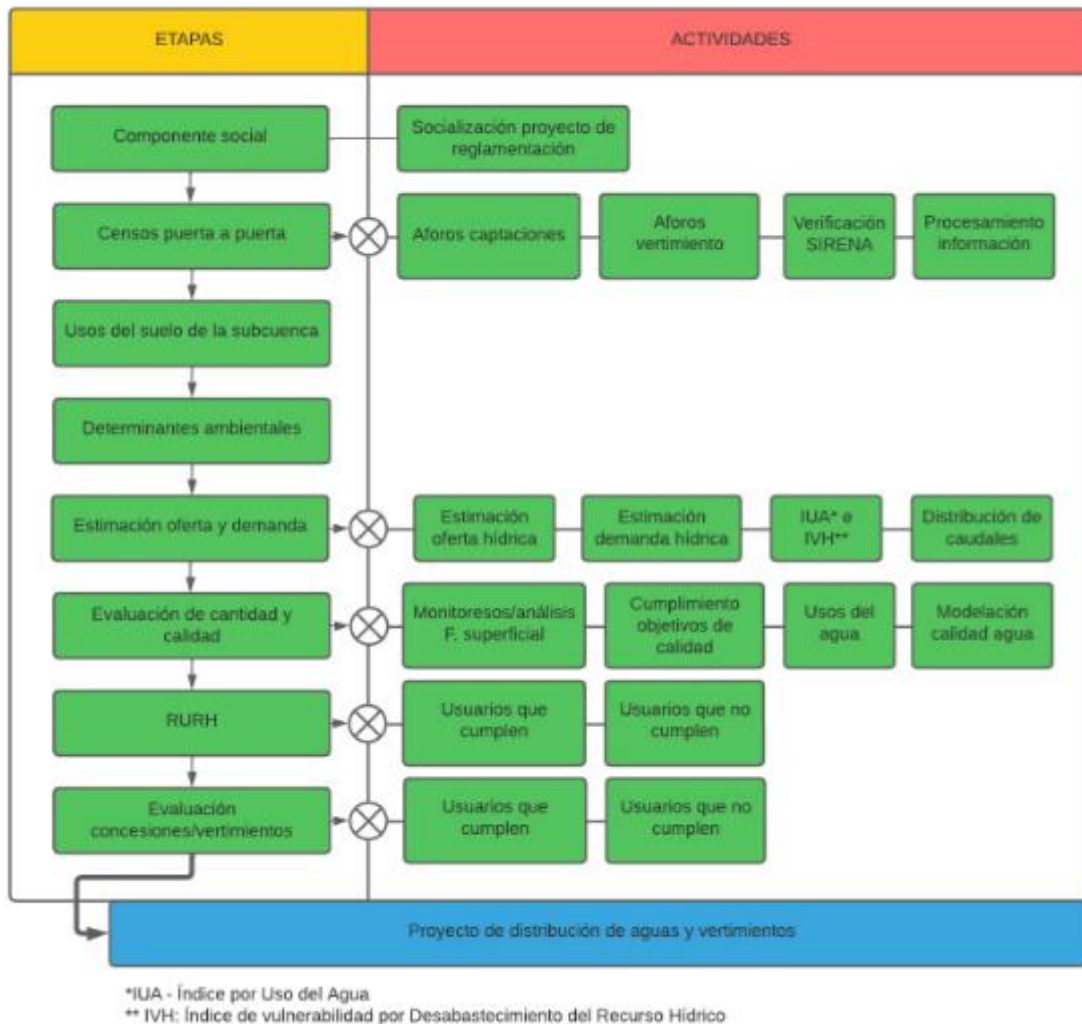 ETAPAS
ACTIVIDADES
Componente social
Socialización proyecto de
reglamentación
Censos puerta a puerta
Aforos captaciones
Aforos
vertimiento
Verificación
SIRENA
Procesamiento
información
Usos del suelo de la subcuenca
Determinantes ambientales
Estimación oferta y demanda
Estimación
oferta hídrica
Estimación
demanda hídrica
IUA* e
IVH**
Distribución de
caudales
Evaluación de cantidad y
calidad
Monitoresos/análisis
F. superficial
Cumplimiento
objetivos de
calidad
Usos del
agua
Modelación
calidad agua
RURH
Usuarios que
cumplen
Usuarios que no
cumplen
Evaluación
concesiones/vertimientos
Usuarios que
cumplen
Usuarios que no
cumplen
Proyecto de distribución de aguas y vertimientos
*IUA - Índice por Uso del Agua
** IVH: Índice de vulnerabilidad por Desabastecimiento del Recurso Hídrico